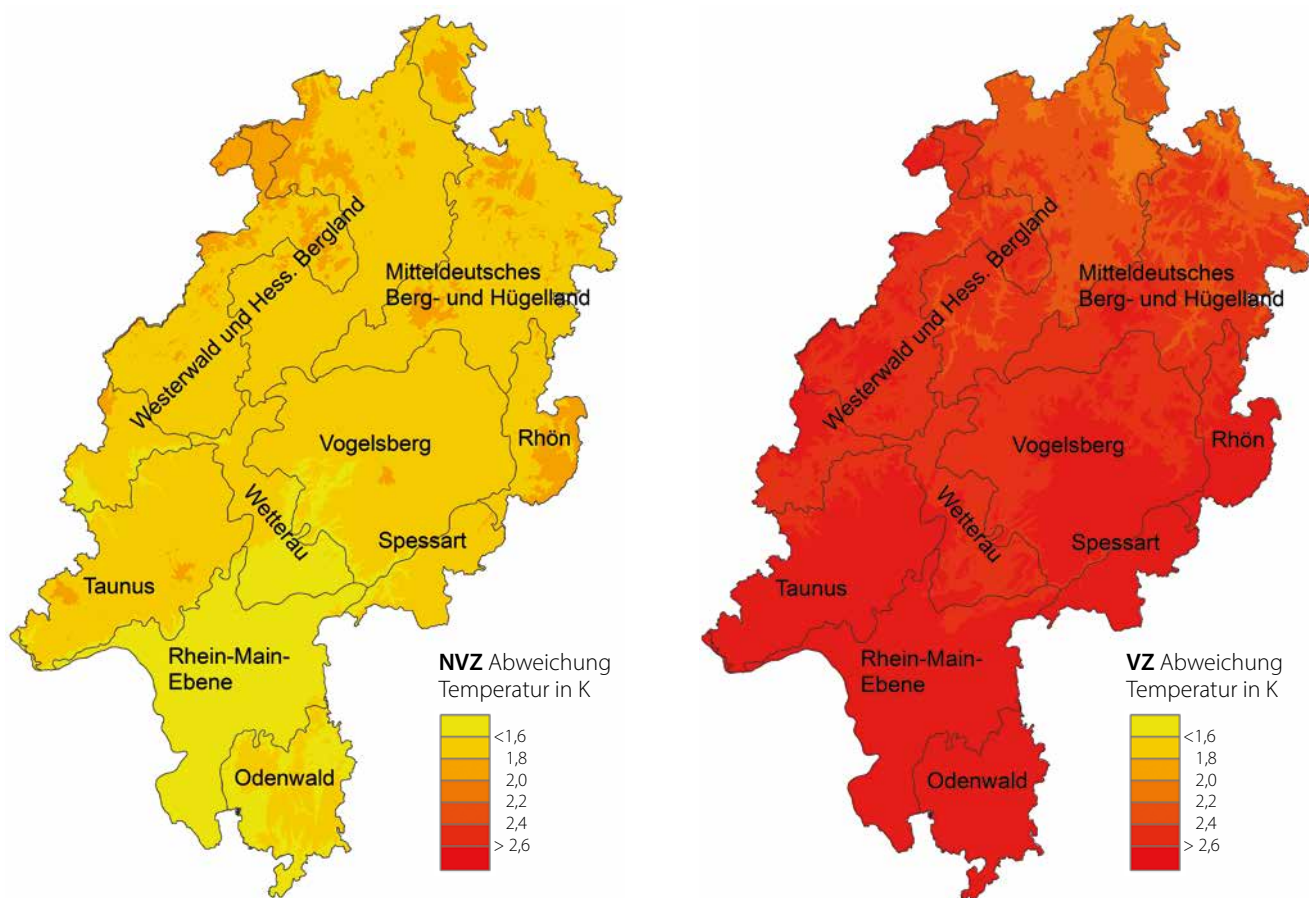 Westerwald und Hess. Bergland
Mitteldeutsches
Berg- und Hügelland
Vogelsberg
Rhön
Wetterau
Spessart
Taunus
Rhein-Main-
Ebene
Odenwald
NVZ Abweichung
Temperatur in K
<1,6
1,8
2,0
2,2
2,4
> 2,6
Westerwald und Hess. Bergland
Mitteldeutsches
Berg- und Hügelland
Vogelsberg
Rhön
Wetterau
Spessart
Taunus
Rhein-Main-
Ebene
Odenwald
VZ Abweichung
Temperatur in K
<1,6
1,8
2,0
2,2
2,4
> 2,6